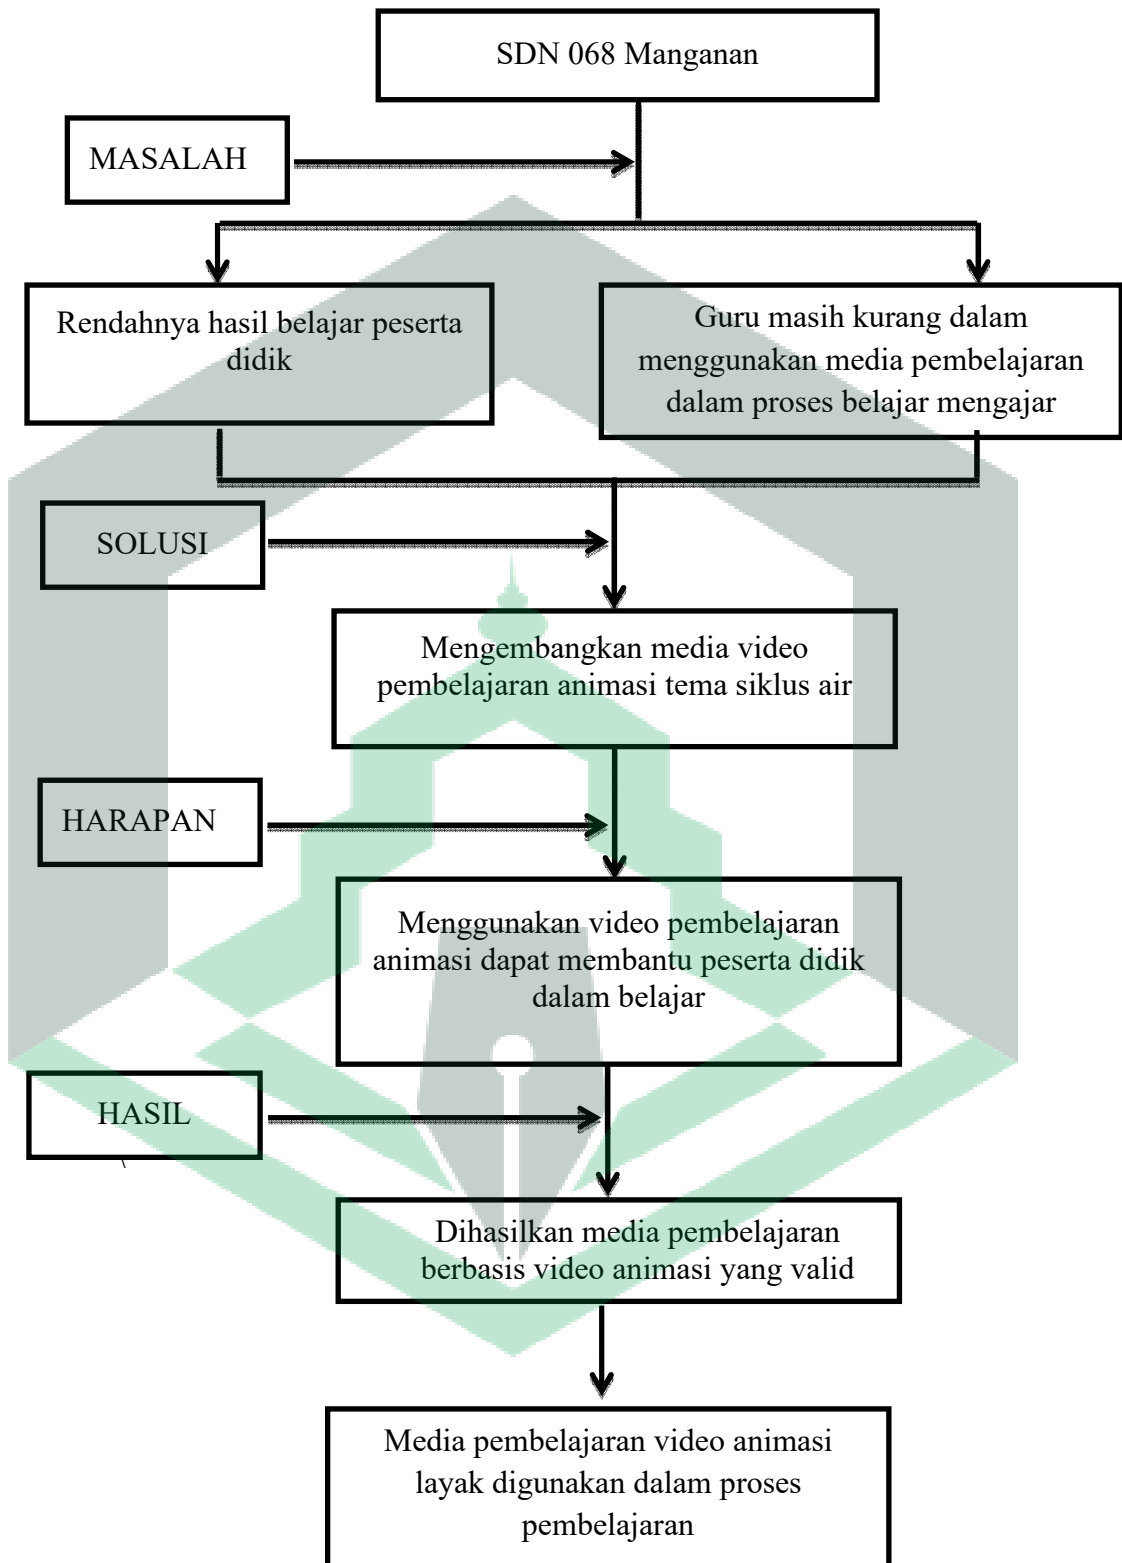 SDN 068 Manganan
MASALAH
Rendahnya hasil belajar peserta
didik
Guru masih kurang dalam
menggunakan media pembelajaran
dalam proses belajar mengajar
SOLUSI
Mengembangkan media video
pembelajaran animasi tema siklus air
HARAPAN
Menggunakan video pembelajaran
animasi dapat membantu peserta didik
dalam belajar
HASIL
\
Dihasilkan media pembelajaran
berbasis video animasi yang valid
Media pembelajaran video animasi
layak digunakan dalam proses
pembelajaran